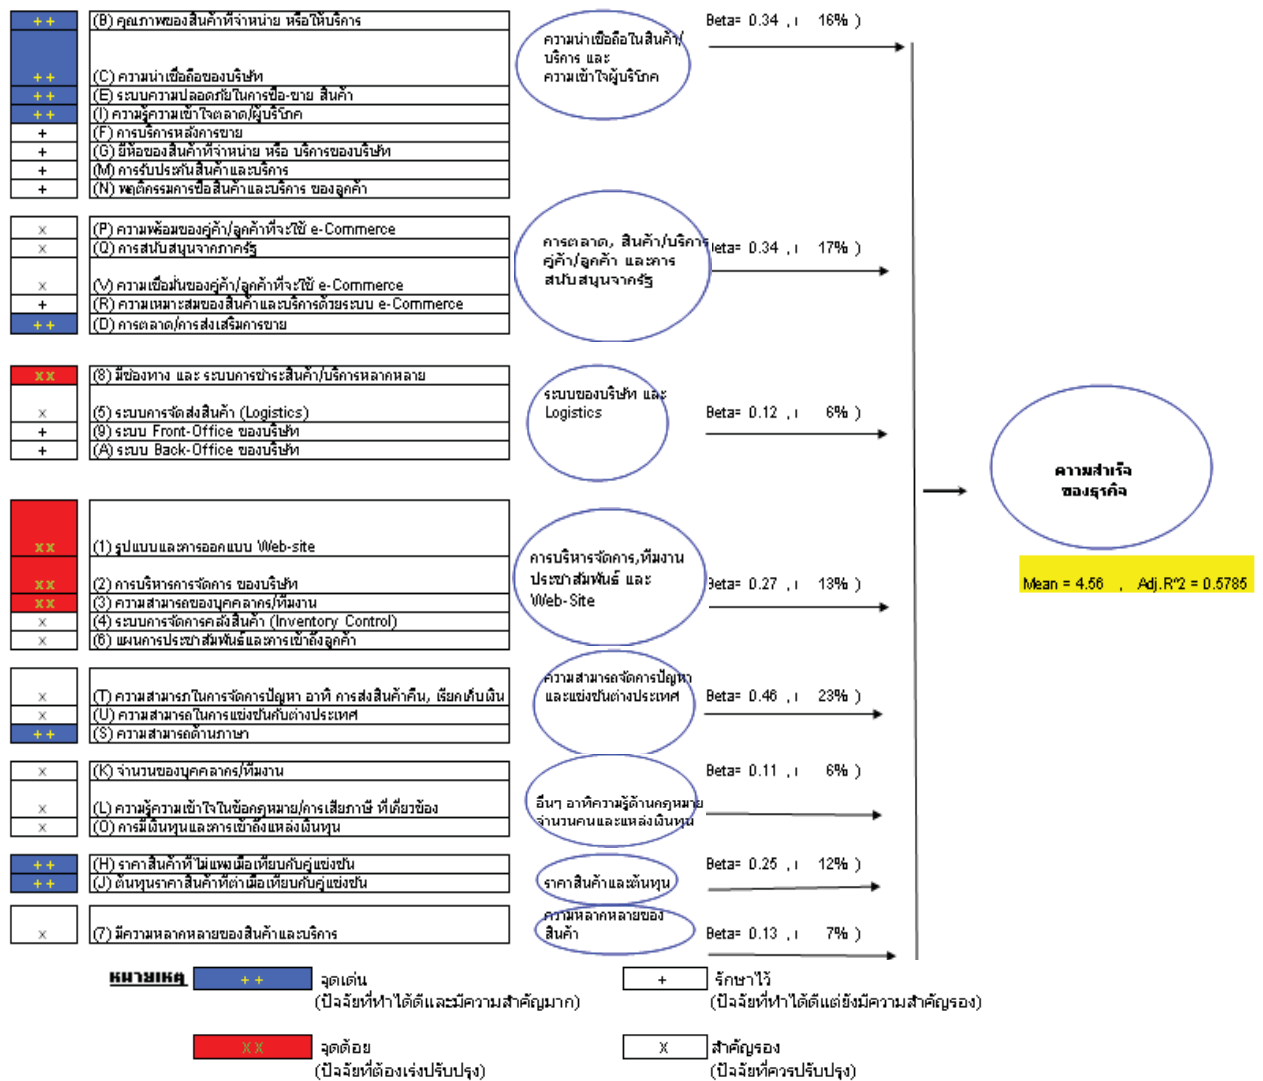 ++ (B) คุณภาพของสินค้าที่จำหน่าย หรือให้บริการ
++ (C) ความน่าเชื่อถือของบริษัท
++ (E) ระบบความปลอดภัยในการซื้อ-ขาย สินค้า
++ (I) ความรู้ความเข้าใจตลาด/ผู้บริโภค
+ (F) การบริการหลังการขาย
+ (G) ยี่ห้อของสินค้าที่จำหน่าย หรือ บริการของบริษัท
+ (M) การรับประกันสินค้าและบริการ
+ (N) พฤติกรรมการซื้อสินค้าและบริการ ของลูกค้า
ความน่าเชื่อถือในสินค้า/
บริการ และ
ความเข้าใจผู้บริโภค
Beta= 0.34 , ( 16% )
x (P) ความพร้อมของคู่ค้า/ลูกค้าที่จะใช้ e-Commerce
x (Q) การสนับสนุนจากภาครัฐ
x (V) ความเชื่อมั่นของคู่ค้า/ลูกค้าที่จะใช้ e-Commerce
+ (R) ความเหมาะสมของสินค้าและบริการด้วยระบบ e-Commerce
++ (D) การตลาด/การส่งเสริมการขาย
การตลาด, สินค้า/บริการ
คู่ค้า/ลูกค้า และการ
สนับสนุนจากรัฐ
Beta= 0.34 , ( 17% )
xx (8) มีช่องทาง และ ระบบการชำระสินค้า/บริการหลากหลาย
x (5) ระบบการจัดส่งสินค้า (Logistics)
+ (9) ระบบ Front-Office ของบริษัท
+ (A) ระบบ Back-Office ของบริษัท
ระบบของบริษัท และ
Logistics
Beta= 0.12 , ( 6% )
xx (1) รูปแบบและการออกแบบ Web-site
xx (2) การบริหารการจัดการ ของบริษัท
xx (3) ความสามารถของบุคคลากร/ทีมงาน
x (4) ระบบการจัดการคลังสินค้า (Inventory Control)
x (6) แผนการประชาสัมพันธ์และการเข้าถึงลูกค้า
การบริหารจัดการ,ทีมงาน
ประชาสัมพันธ์ และ
Web-Site
Beta= 0.27 , ( 13% )
x (T) ความสามารถในการจัดการปัญหา อาทิ การส่งสินค้าคืน, เรียกเก็บเงิน
x (U) ความสามารถในการแข่งขันกับต่างประเทศ
++ (S) ความสามารถด้านภาษา
ความสามารถในการจัดการปัญหา
และแข่งขันต่างประเทศ
Beta= 0.46 , ( 23% )
x (K) จำนวนของบุคคลากร/ทีมงาน
x (L) ความรู้ความเข้าใจในข้อกฎหมาย/การเสียภาษี ที่เกี่ยวข้อง
x (O) การมีเงินทุนและการเข้าถึงแหล่งเงินทุน
อื่นๆ อาทิความรู้ด้านกฎหมาย
จำนวนคนและแหล่งเงินทุน
Beta= 0.11 , ( 6% )
++ (H) ราคาสินค้าที่ไม่แพงเมื่อเทียบกับคู่แข่งขัน
++ (J) ต้นทุนราคาสินค้าที่ต่ำเมื่อเทียบกับคู่แข่งขัน
ราคาสินค้าและต้นทุน
Beta= 0.25 , ( 12% )
x (7) มีความหลากหลายของสินค้าและบริการ
ความหลากหลายของ
สินค้า
Beta= 0.13 , ( 7% )
ความสำเร็จ
ของธุรกิจ
Mean = 4.56 , Adj.R^2 = 0.5785
หมายเหตุ
++ จุดเด่น
(ปัจจัยที่ทำได้ดีและมีความสำคัญมาก)
+ รักษาไว้
(ปัจจัยที่ทำได้ดีแต่ยังมีความสำคัญรอง)
XX จุดด้อย
(ปัจจัยที่ต้องเร่งปรับปรุง)
X สำคัญรอง
(ปัจจัยที่ควรปรับปรุง)